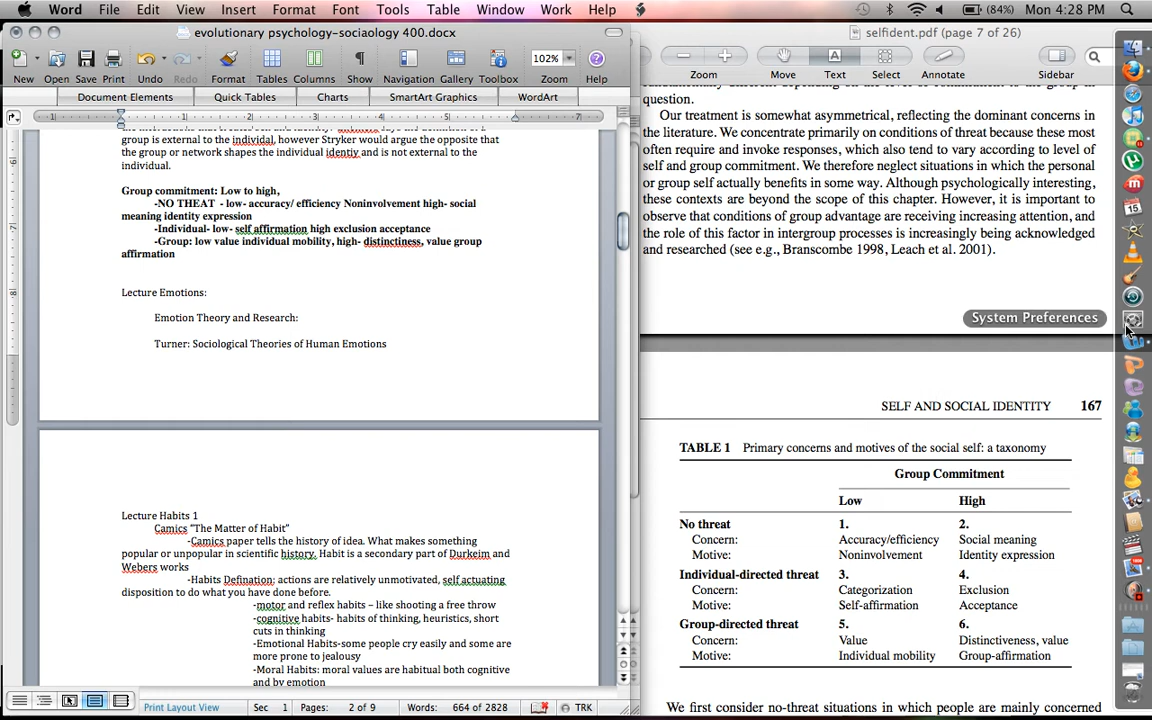 Word File Edit View Insert Format Font Tools Table Window Work Help (84%) Mon 4:28 PM
evolutionary psychology-sociaology 400.docx
New Open Save Print Undo Redo Format Tables Columns Show Navigation Gallery Toolbox Zoom Help
102%
Document Elements Quick Tables Charts SmartArt Graphics WordArt
1 1 2 3 4 5 6 7
group is external to the individal, however Stryker would argue the opposite that
the group or network shapes the individual identiy and is not external to the
individual.
Group commitment: Low to high,
-NO THEAT - low- accuracy/ efficiency Noninvolvement high- social
meaning identity expression
-Individual- low- self affirmation high exclusion acceptance
-Group: low value individual mobility, high- distinctiness, value group
affirmation
Lecture Emotions:
Emotion Theory and Research:
Turner: Sociological Theories of Human Emotions
Lecture Habits 1
Camics "The Matter of Habit"
-Camics paper tells the history of idea. What makes something
popular or unpopular in scientific history. Habit is a secondary part of Durkeim and
Webers works
-Habits Defination: actions are relatively unmotivated, self actuating
disposition to do what you have done before.
-motor and reflex habits – like shooting a free throw
-cognitive habits- habits of thinking, heuristics, short
cuts in thinking
-Emotional Habits-some people cry easily and some are
more prone to jealousy
-Moral Habits: moral values are habitual both cognitive
and by emotion
Print Layout View Sec 1 Pages: 2 of 9 Words: 664 of 2828 TRK
selfident.pdf (page 7 of 26)
Zoom Move Text Select Annotate Sidebar
question.
Our treatment is somewhat asymmetrical, reflecting the dominant concerns in
the literature. We concentrate primarily on conditions of threat because these most
often require and invoke responses, which also tend to vary according to level of
self and group commitment. We therefore neglect situations in which the personal
or group self actually benefits in some way. Although psychologically interesting,
these contexts are beyond the scope of this chapter. However, it is important to
observe that conditions of group advantage are receiving increasing attention, and
the role of this factor in intergroup processes is increasingly being acknowledged
and researched (see e.g., Branscombe 1998, Leach et al. 2001).
System Preferences
SELF AND SOCIAL IDENTITY 167
TABLE 1 Primary concerns and motives of the social self: a taxonomy
Group Commitment
Low High
No threat 1. 2.
Concern: Accuracy/efficiency Social meaning
Motive: Noninvolvement Identity expression
Individual-directed threat 3. 4.
Concern: Categorization Exclusion
Motive: Self-affirmation Acceptance
Group-directed threat 5. 6.
Concern: Value Distinctiveness, value
Motive: Individual mobility Group-affirmation
We first consider no-threat situations in which people are mainly concerned